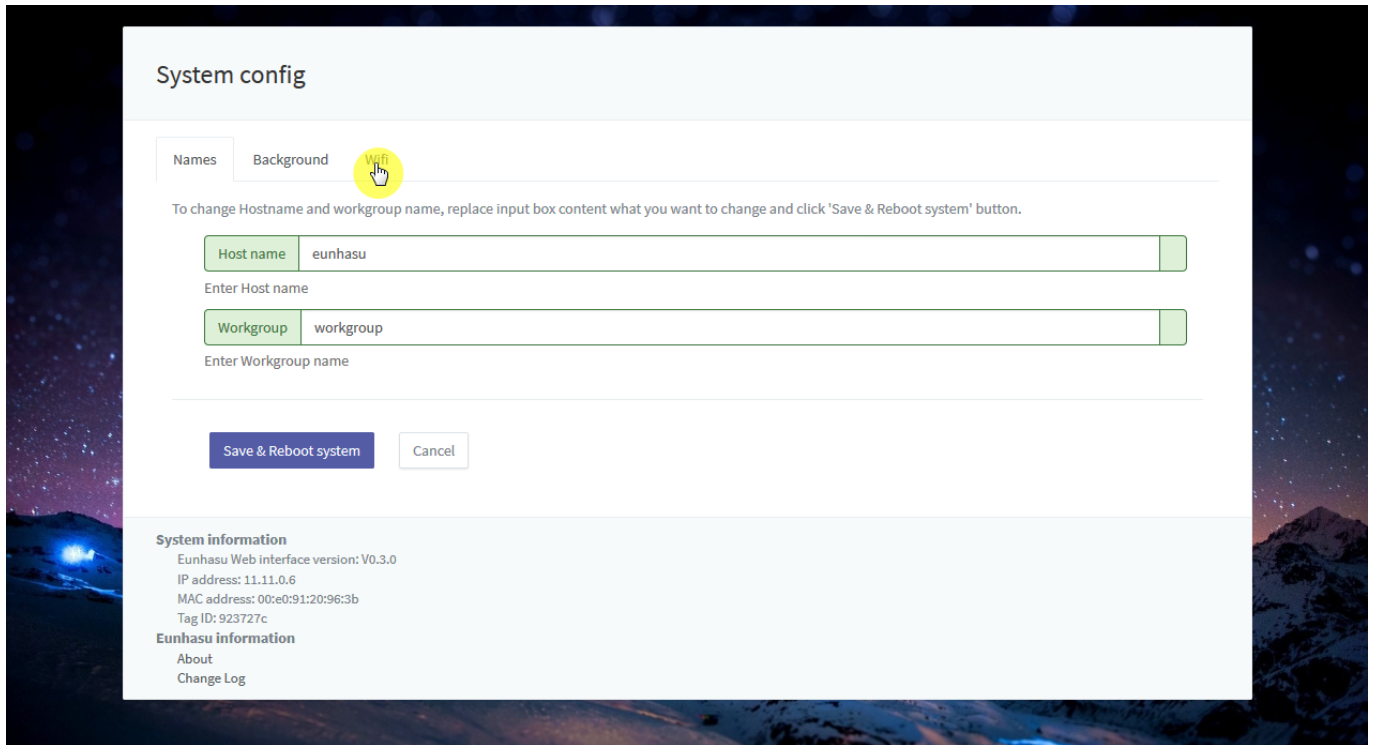 System config
Names Background Wifi
To change Hostname and workgroup name, replace input box content what you want to change and click 'Save & Reboot system' button.
Host name eunhasu
Enter Host name
Workgroup workgroup
Enter Workgroup name
Save & Reboot system Cancel
System information
Eunhasu Web interface version: V0.3.0
IP address: 11.11.0.6
MAC address: 00:e0:91:20:96:3b
Tag ID: 923727c
Eunhasu information
About
Change Log